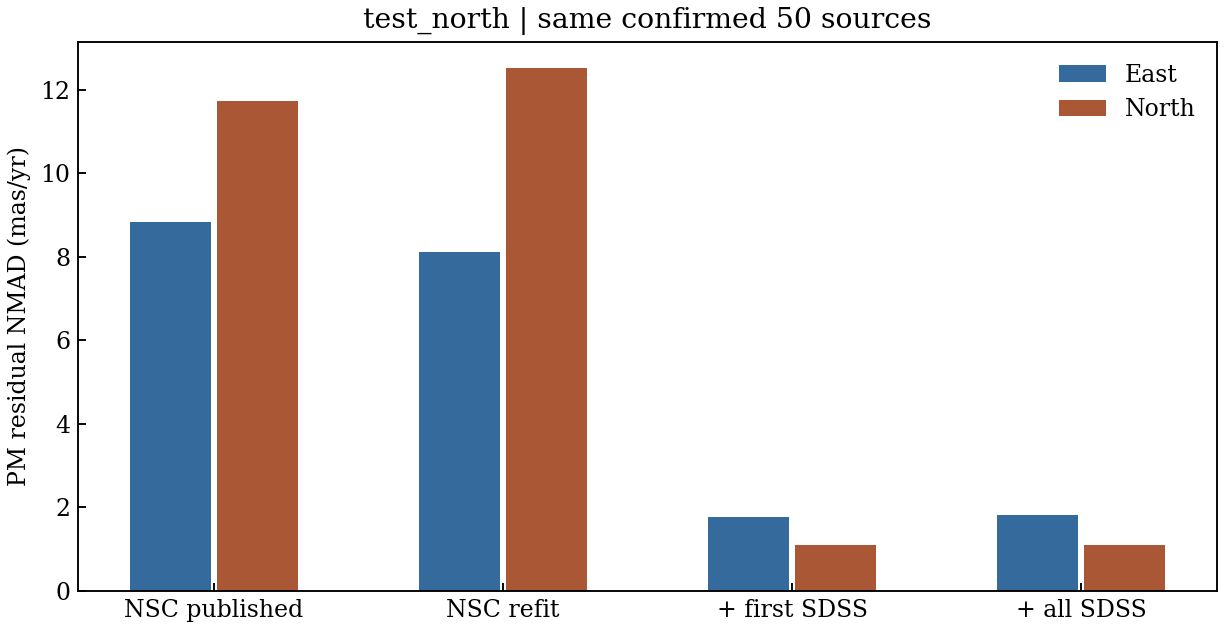 test_north | same confirmed 50 sources
PM residual NMAD (mas/yr)
12
10
8
6
4
2
0
East
North
NSC published
NSC refit
+ first SDSS
+ all SDSS